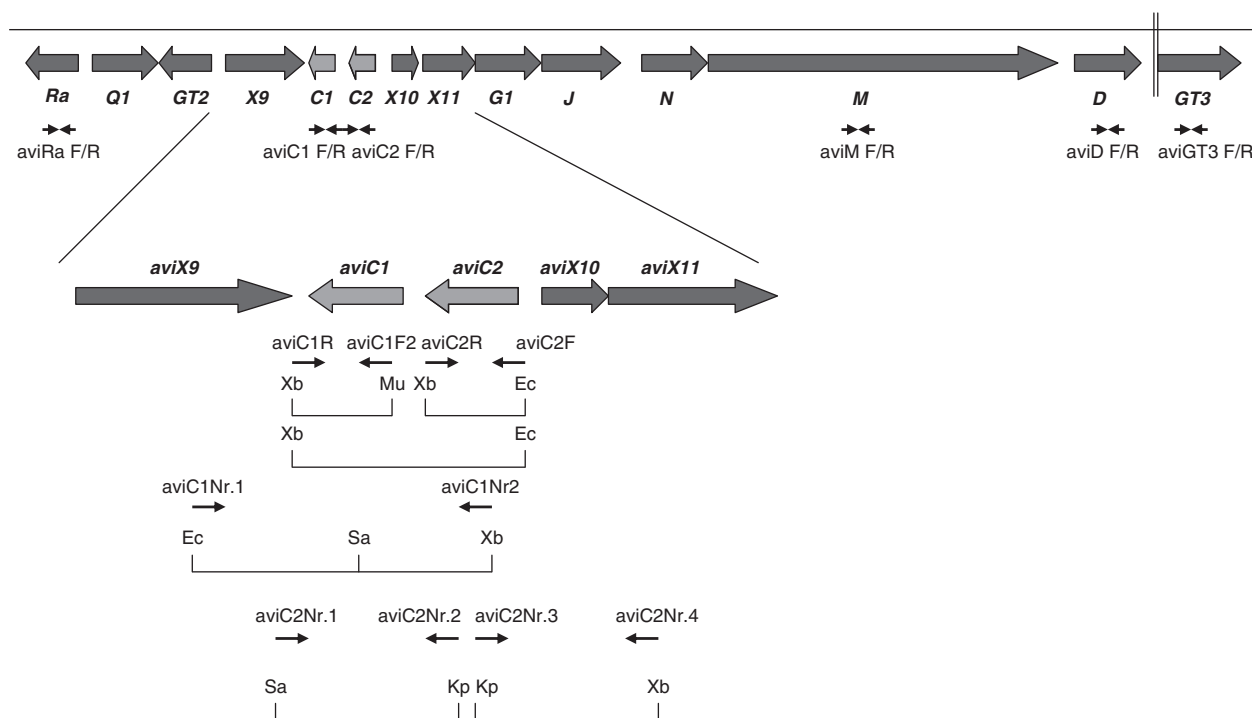 Ra Q1 GT2 X9 C1 C2 X10 X11 G1 J N M D GT3
aviRa F/R aviC1 F/R aviC2 F/R aviM F/R aviD F/R aviGT3 F/R
aviX9 aviC1 aviC2 aviX10 aviX11
aviC1R aviC1F2 aviC2R aviC2F
Xb Mu Xb Ec
Xb Ec
aviC1Nr.1 aviC1Nr2
Ec Sa Xb
aviC2Nr.1 aviC2Nr.2 aviC2Nr.3 aviC2Nr.4
Sa Kp Kp Xb